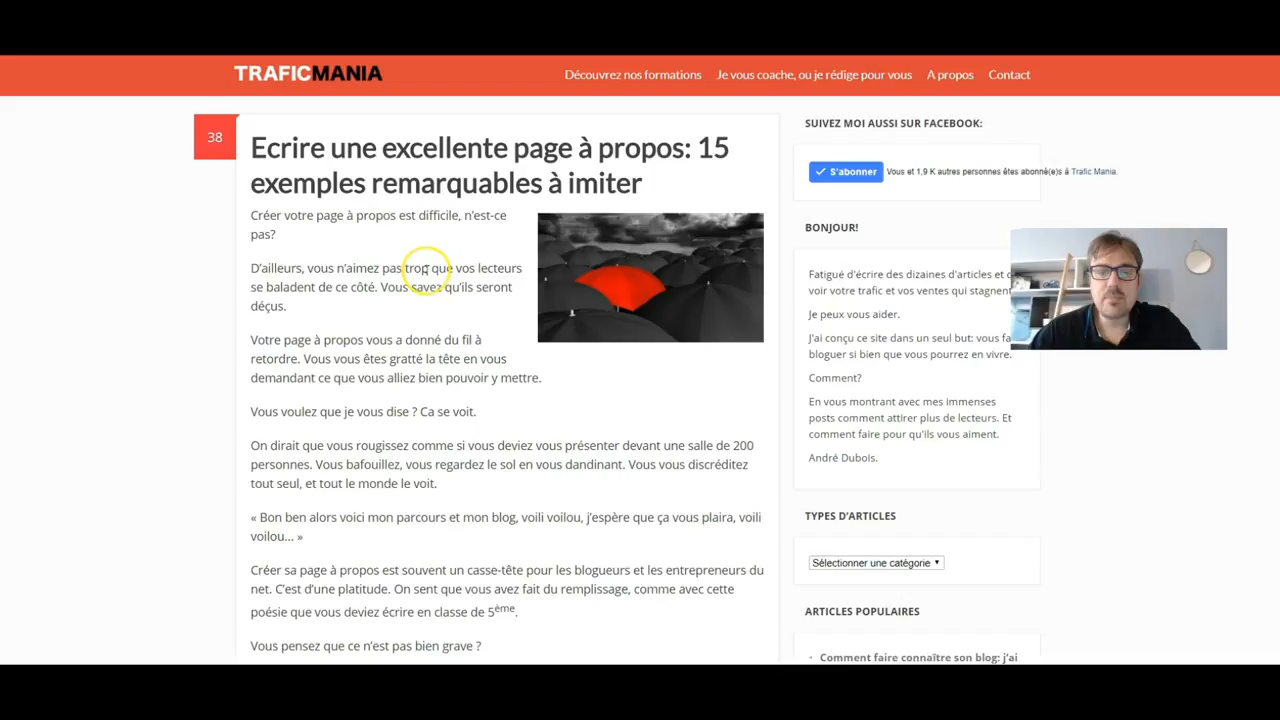 TRAFICMANIA
Découvrez nos formations
Je vous coache, ou je rédige pour vous
A propos
Contact
38
Ecrire une excellente page à propos: 15
exemples remarquables à imiter
Créer votre page à propos est difficile, n'est-ce
pas?
D'ailleurs, vous n'aimez pas trop que vos lecteurs
se baladent de ce côté. Vous savez qu'ils seront
déçus.
Votre page à propos vous a donné du fil à
retordre. Vous vous êtes gratté la tête en vous
demandant ce que vous alliez bien pouvoir y mettre.
Vous voulez que je vous dise ? Ca se voit.
On dirait que vous rougissez comme si vous deviez vous présenter devant une salle de 200
personnes. Vous bafouillez, vous regardez le sol en vous dandinant. Vous vous discréditez
tout seul, et tout le monde le voit.
« Bon ben alors voici mon parcours et mon blog, voili voilou, j'espère que ça vous plaira, voili
voilou... »
Créer sa page à propos est souvent un casse-tête pour les blogueurs et les entrepreneurs du
net. C'est d'une platitude. On sent que vous avez fait du remplissage, comme avec cette
poésie que vous deviez écrire en classe de 5ème.
Vous pensez que ce n'est pas bien grave ?
SUIVEZ MOI AUSSI SUR FACEBOOK:
S'abonner
Vous et 1,9 K autres personnes êtes abonné(e)s à Trafic Mania.
BONJOUR!
Fatigué d'écrire des dizaines d'articles et d
voir votre trafic et vos ventes qui stagnent
Je peux vous aider.
J'ai conçu ce site dans un seul but: vous fa
bloguer si bien que vous pourrez en vivre.
Comment?
En vous montrant avec mes immenses
posts comment attirer plus de lecteurs. Et
comment faire pour qu'ils vous aiment.
André Dubois.
TYPES D'ARTICLES
Sélectionner une catégorie
ARTICLES POPULAIRES
Comment faire connaître son blog: j'ai